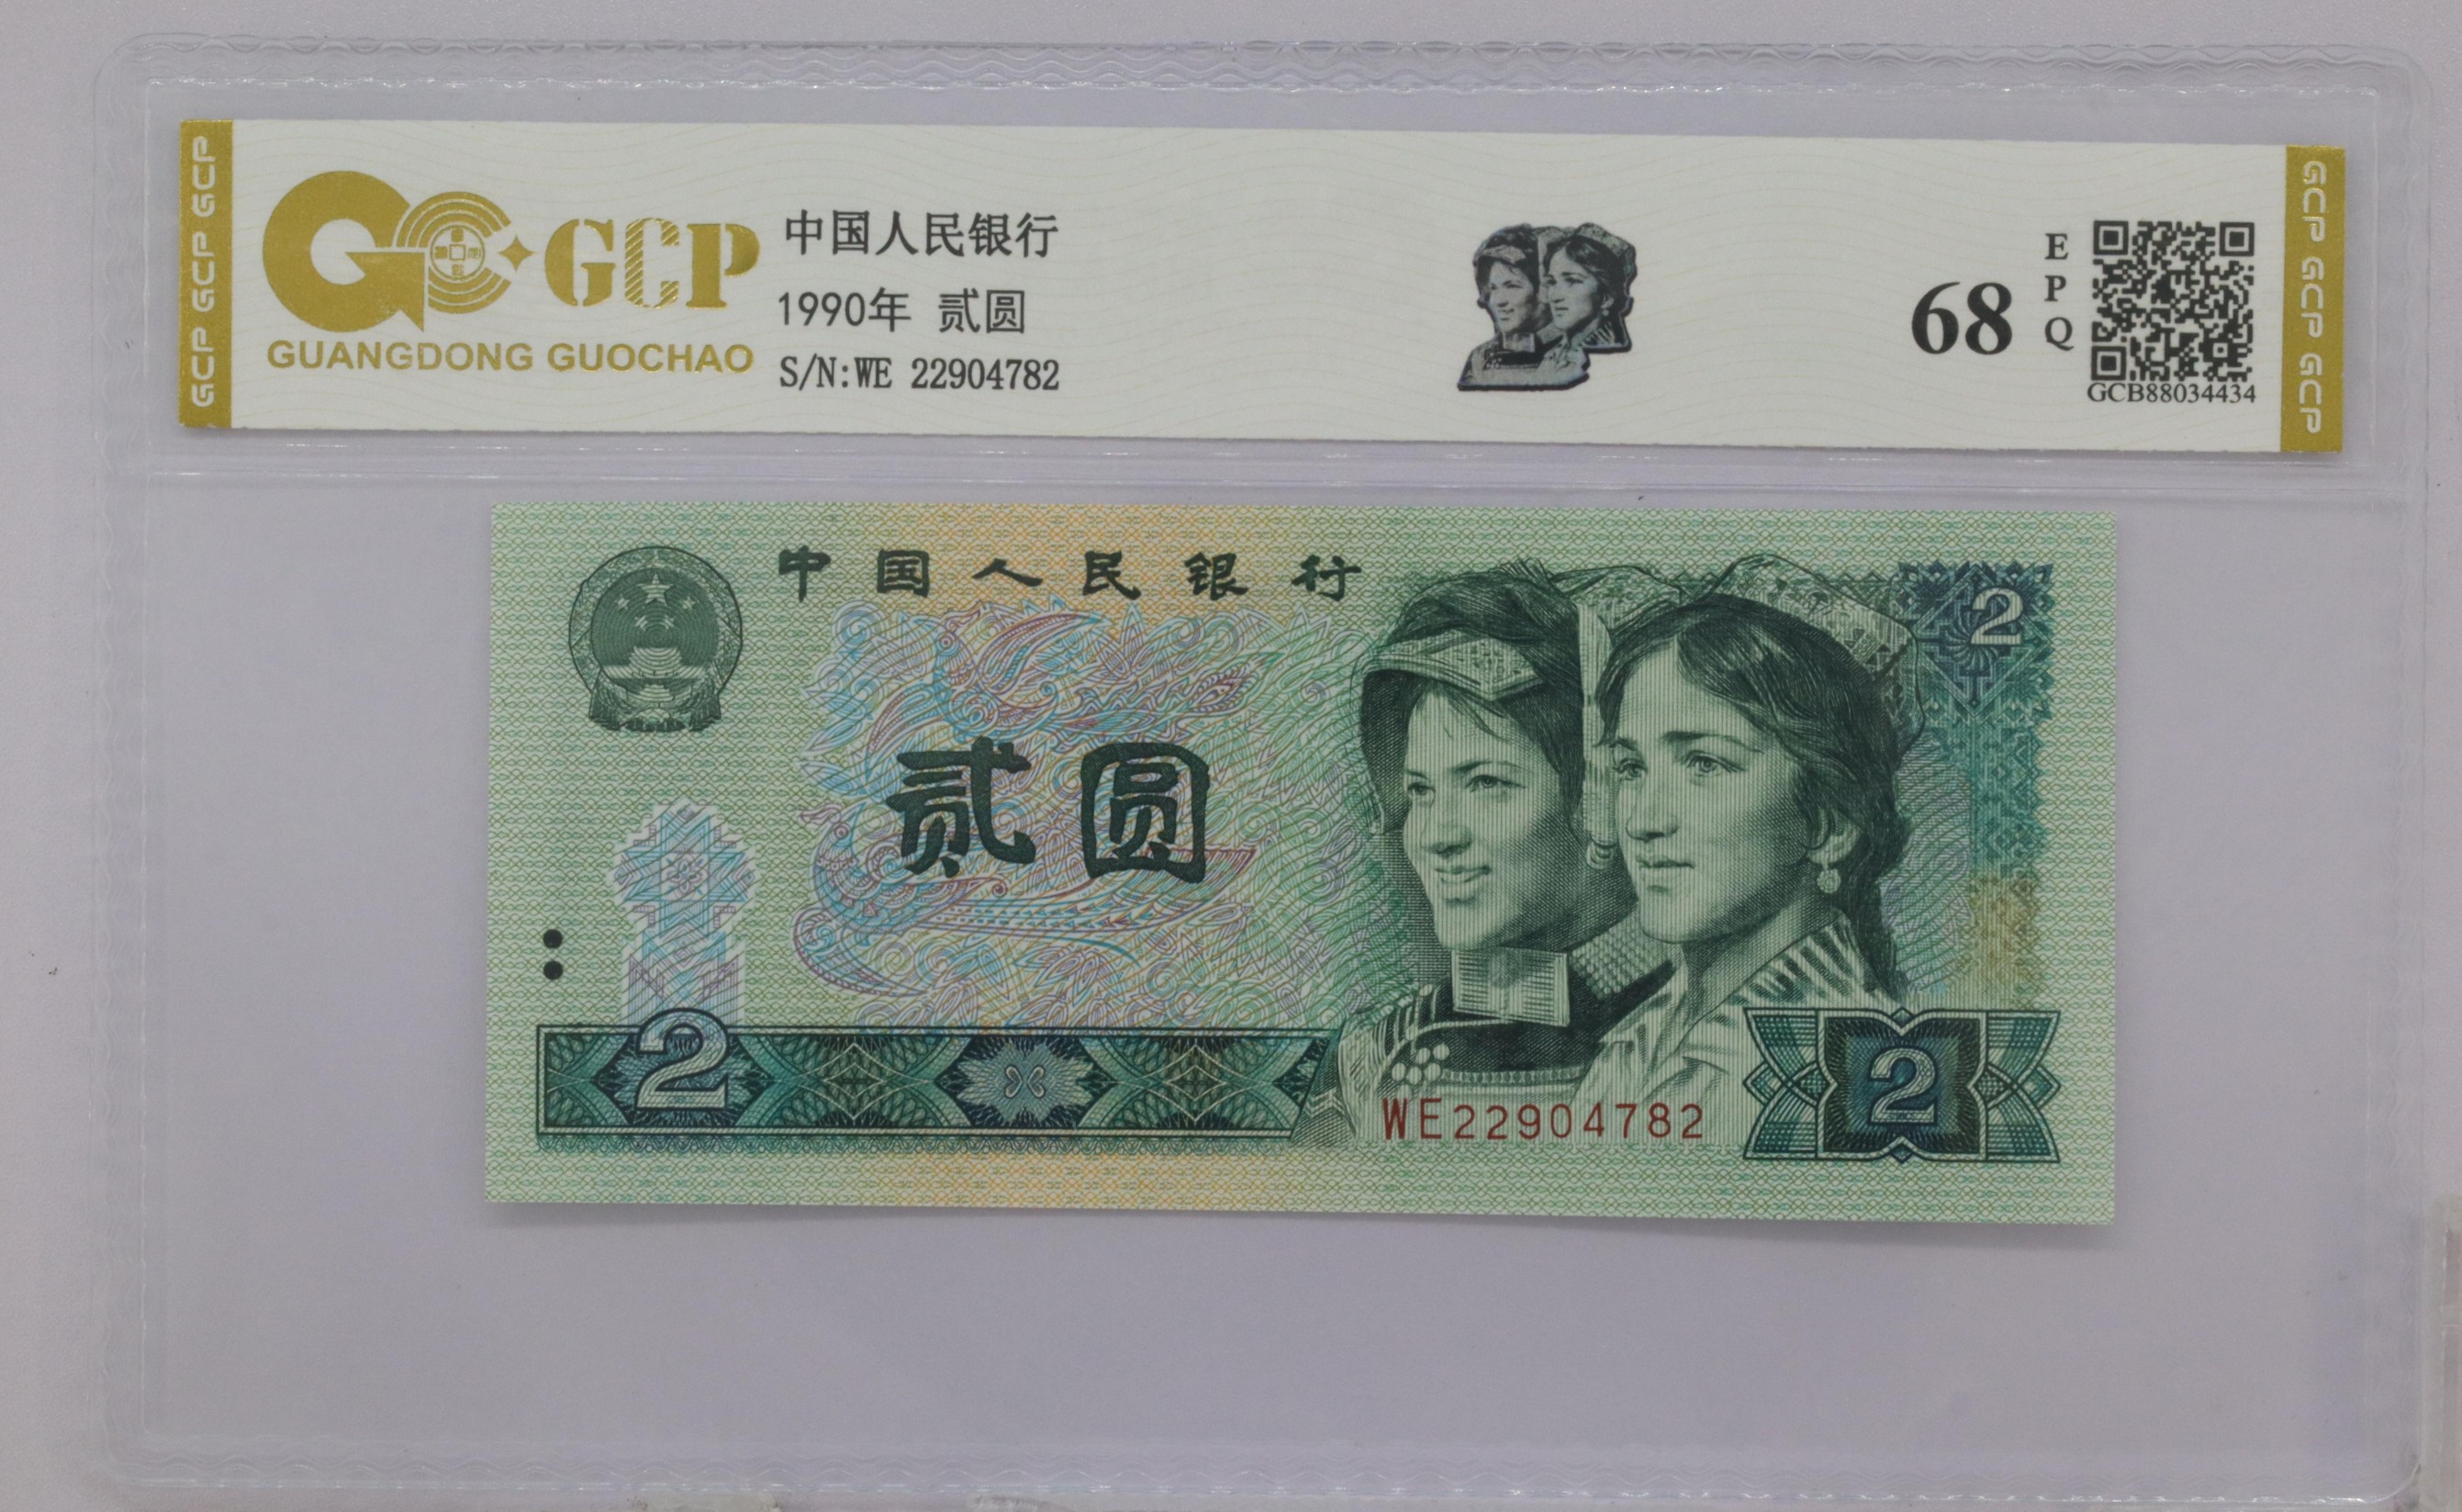 GCP GCP GCP
GC GCP
GUANGDONG GUOCHAO
中国人民银行
1990年 贰圆
S/N:WE 22904782
68
EPQ
GCB88034434
GCP GCP GCP
中国人民银行
2
贰圆
2
WE22904782
2